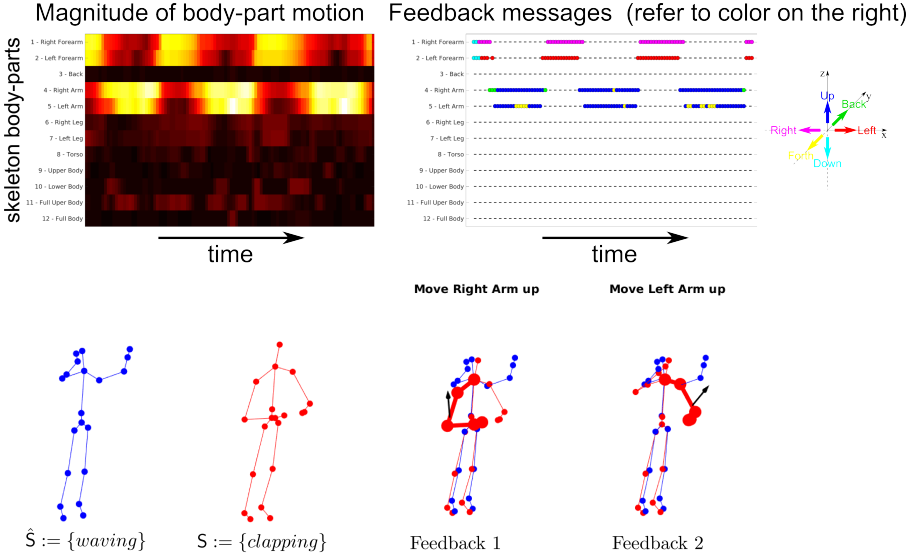 Magnitude of body-part motion
Feedback messages (refer to color on the right)
skeleton body-parts
1 - Right Forearm
2 - Left Forearm
3 - Back
4 - Right Arm
5 - Left Arm
6 - Right Leg
7 - Left Leg
8 - Torso
9 - Upper Body
10 - Lower Body
11 - Full Uper Body
12 - Full Body
time
1 - Right Forearm
2 - Left Forearm
3 - Back
4 - Right Arm
5 - Left Arm
6 - Right Leg
7 - Left Leg
8 - Torso
9 - Upper Body
10 - Lower Body
11 - Full Uper Body
12 - Full Body
time
z
Up
y
Back
Right
Left
x
Forth
Down
Move Right Arm up
Move Left Arm up
Ŝ := {waving}
S := {clapping}
Feedback 1
Feedback 2